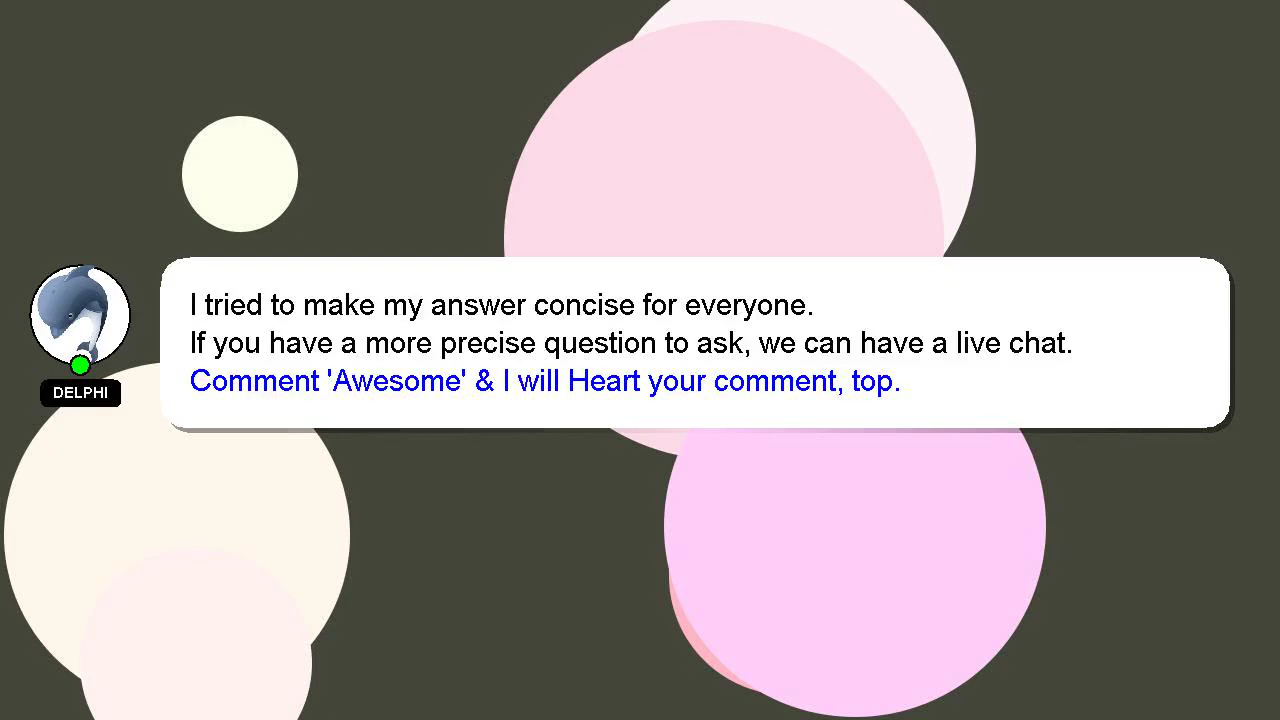 I tried to make my answer concise for everyone.
If you have a more precise question to ask, we can have a live chat.
Comment 'Awesome' & I will Heart your comment, top.
DELPHI